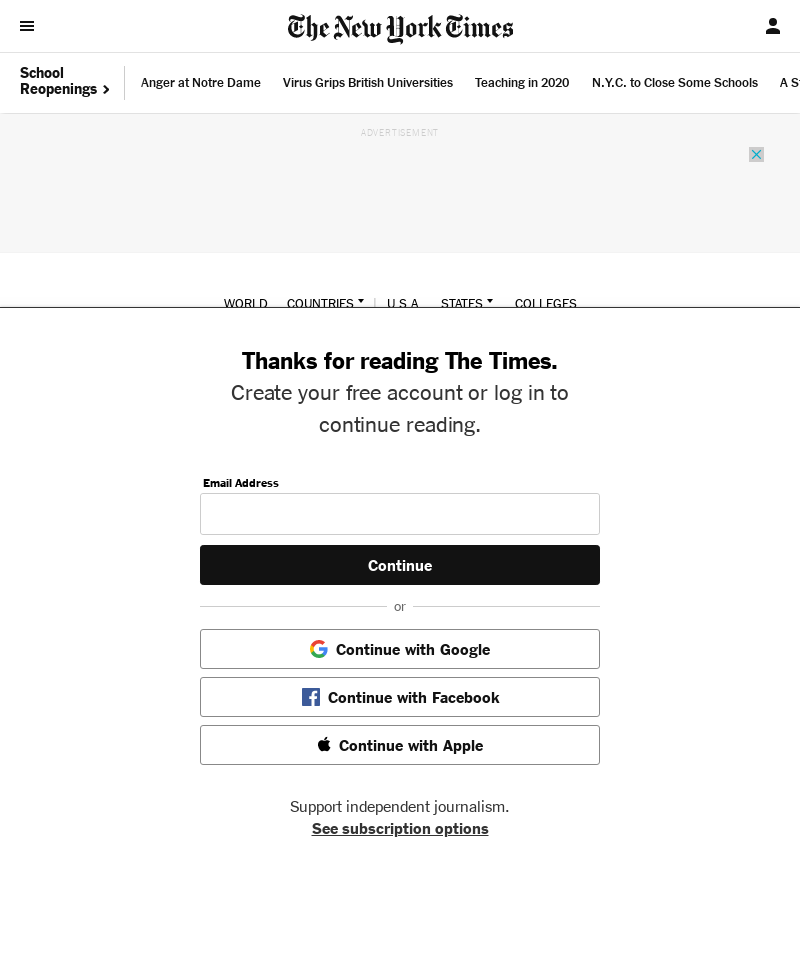 The New York Times
School
Reopenings
Anger at Notre Dame
Virus Grips British Universities
Teaching in 2020
N.Y.C. to Close Some Schools
A S
ADVERTISEMENT
WORLD COUNTRIES U S A STATES COLLEGES
Thanks for reading The Times.
Create your free account or log in to
continue reading.
Email Address
Continue
or
Continue with Google
Continue with Facebook
Continue with Apple
Support independent journalism.
See subscription options